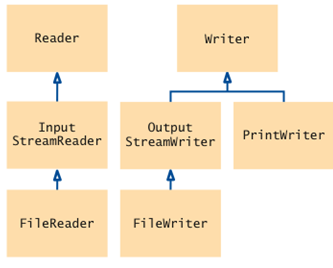 Reader
Writer
Input
StreamReader
Output
StreamWriter
PrintWriter
FileReader
FileWriter